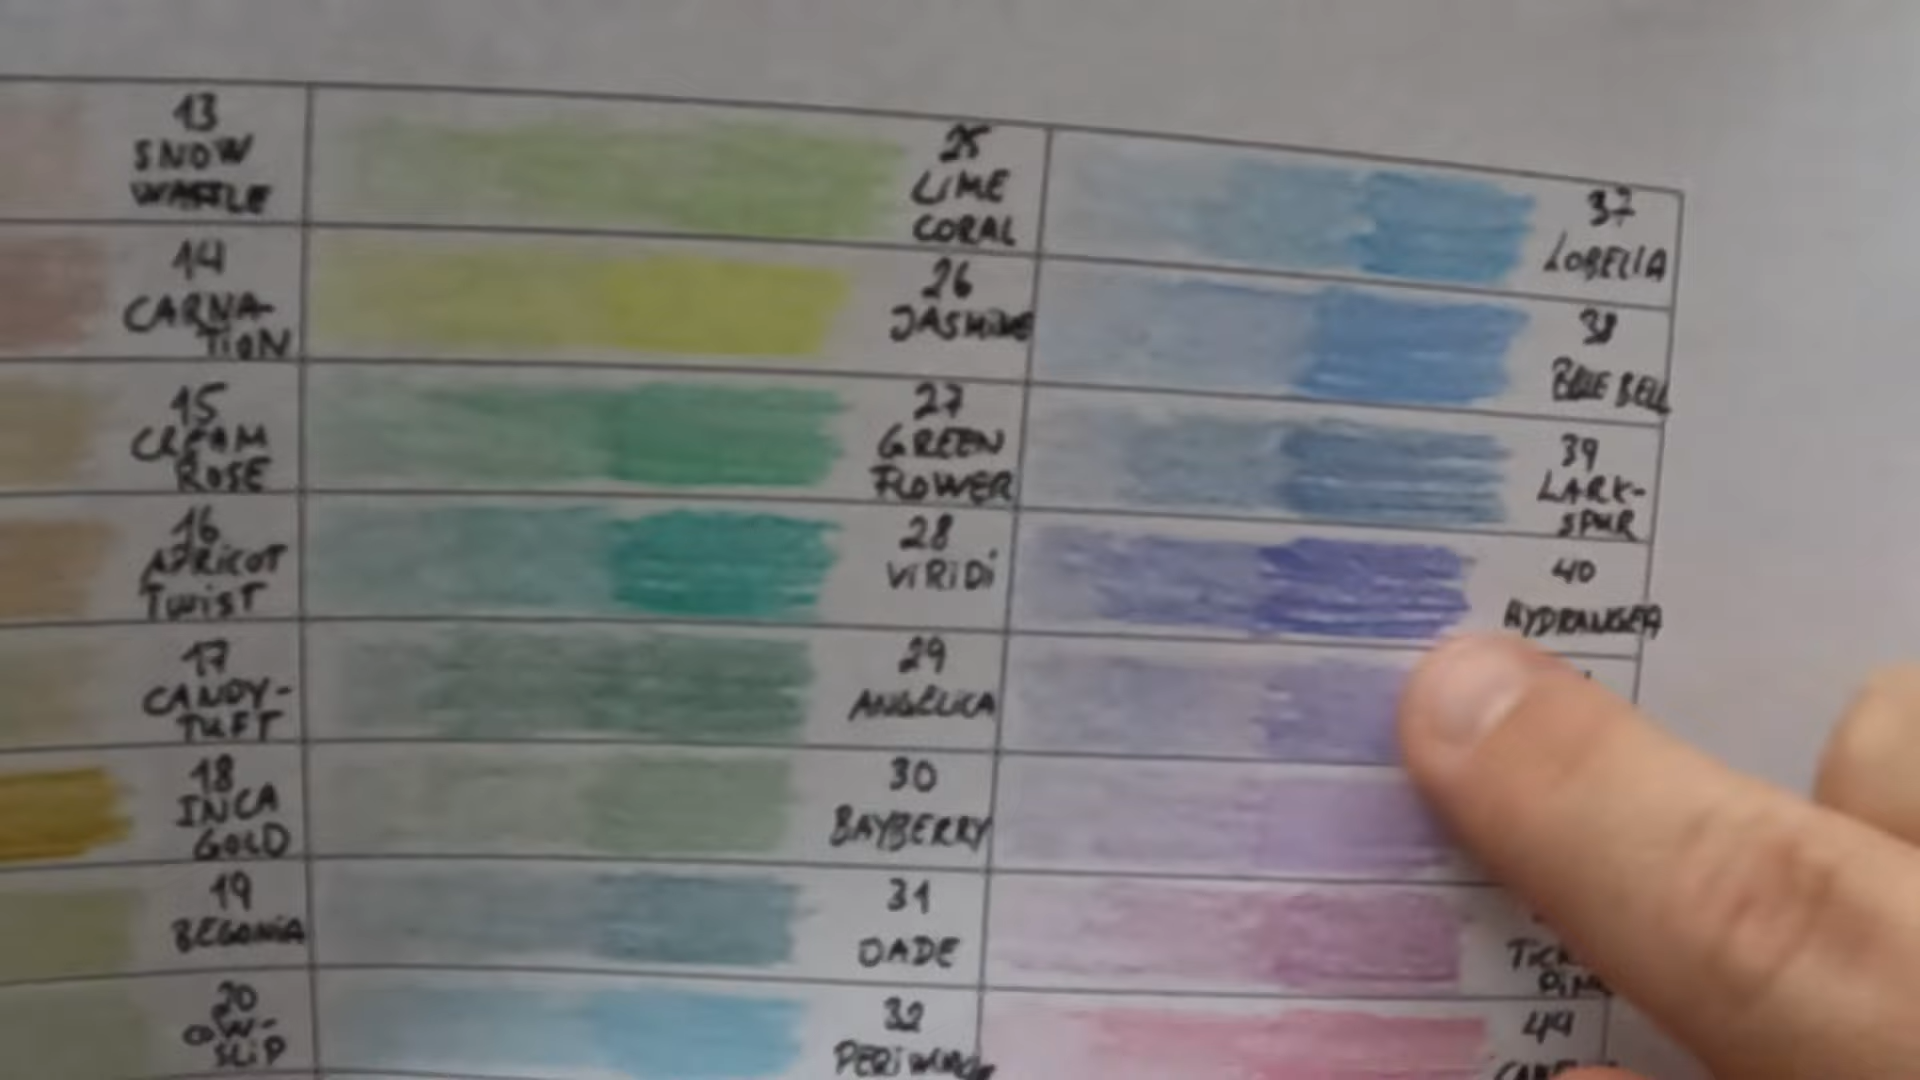 13
SNOW
WAFFLE
14
CARNA-
TION
15
CREAM
ROSE
16
APRICOT
TWIST
17
CANDY-
TUFT
18
INCA
GOLD
19
BEGONIA
20
COW-
SLIP
25
LIME
CORAL
26
JASMINE
27
GREEN
FLOWER
28
ViRiDi
29
ANGELICA
30
BAYBERRY
31
JADE
32
37
LOBELIA
38
BLUE BELL
39
LARK-
SPUR
40
HYDRANGEA
44